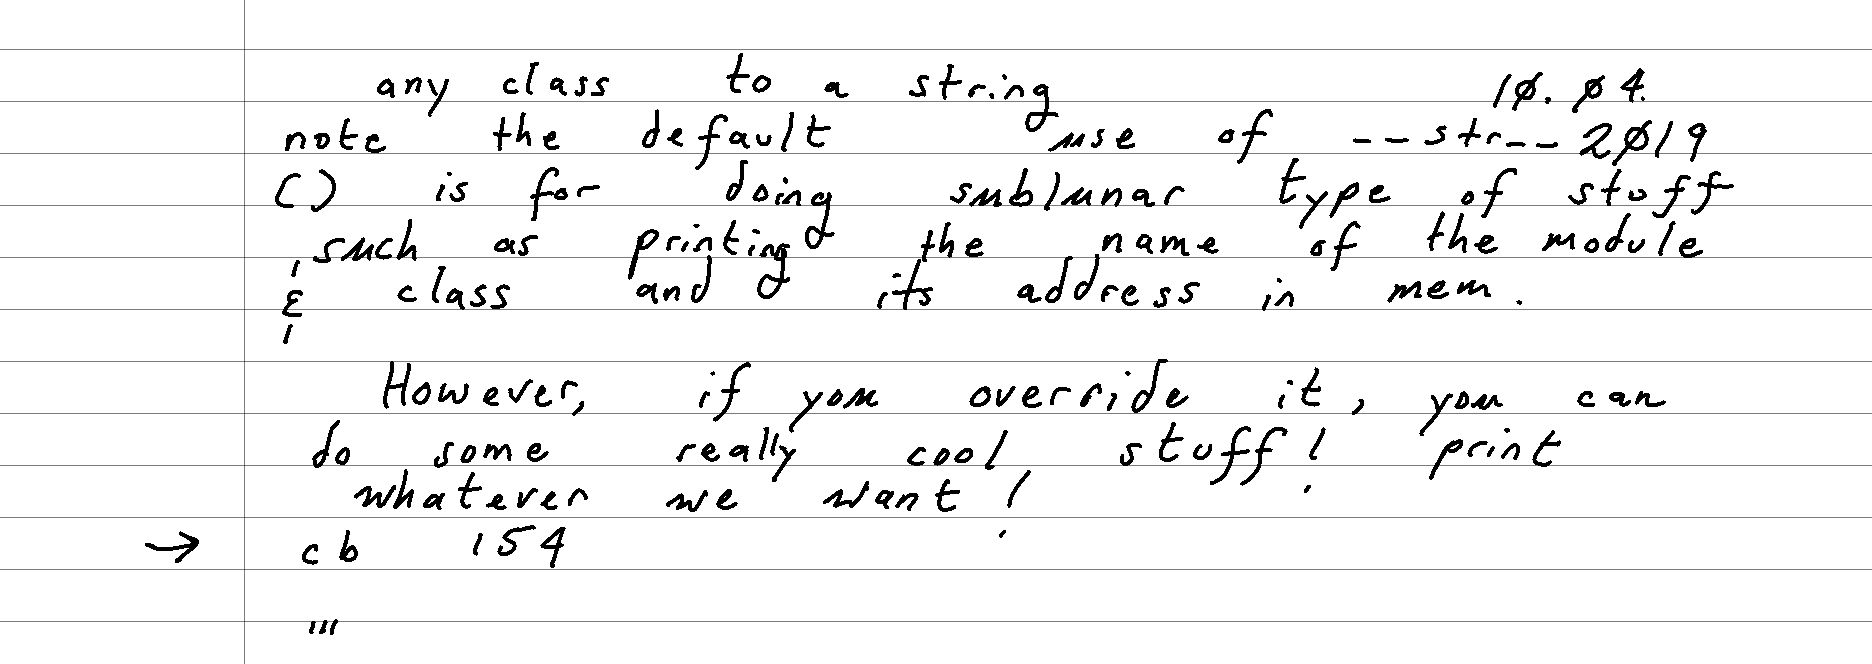 any class to a string 10.04.
note the default use of __str__ 2019
() is for doing sublunar type of stuff
, such as printing the name of the module
& class and its address in mem.
However, if you override it, you can
do some really cool stuff! print
whatever we want!
→ cb 154
'''